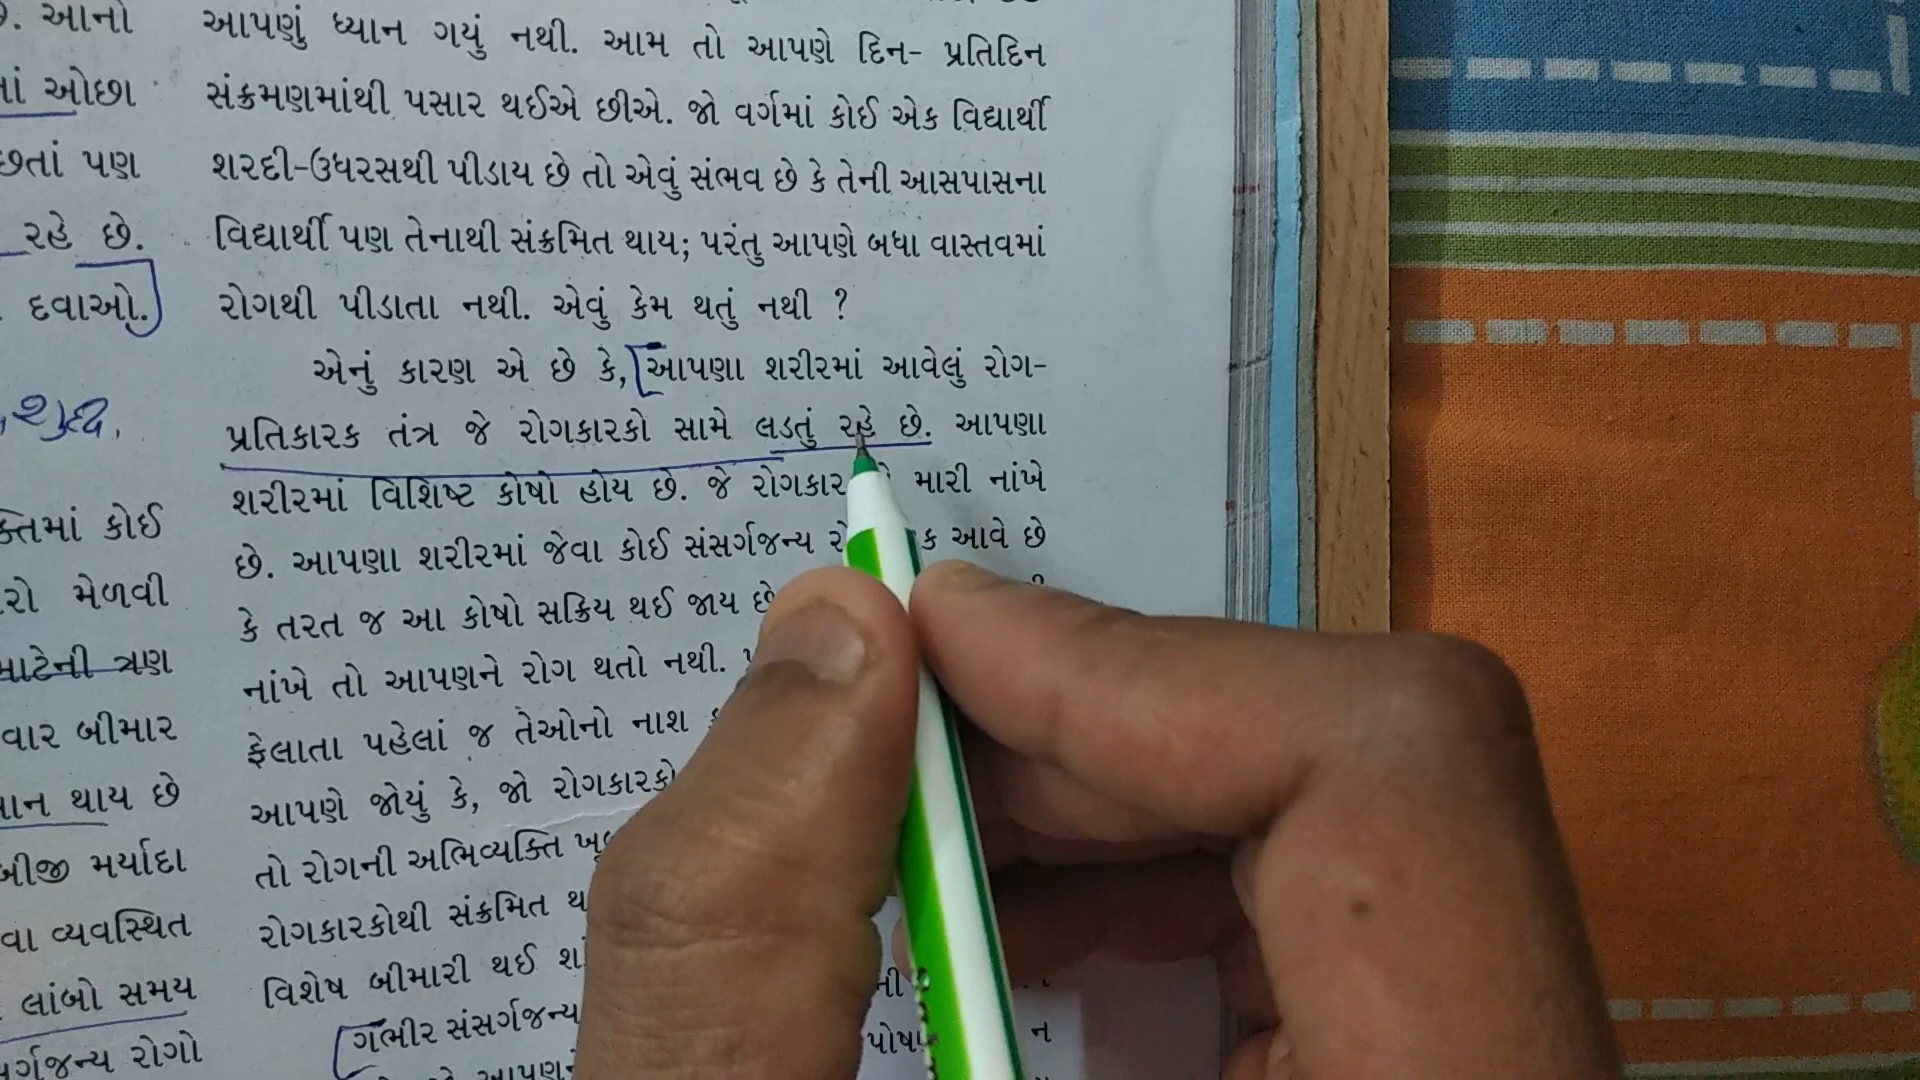 આનો
ઓછા
છતાં પણ
રહે છે.
દવાઓ.
શુદ્ધ.
કોઈ
મેળવી
માટેની ત્રણ
વાર બીમાર
થાય છે
બીજી મર્યાદા
વ્યવસ્થિત
લાંબો સમય
રોગો
આપણું ધ્યાન ગયું નથી. આમ તો આપણે દિન- પ્રતિદિન
સંક્રમણમાંથી પસાર થઈએ છીએ. જો વર્ગમાં કોઈ એક વિદ્યાર્થી
શરદી-ઉધરસથી પીડાય છે તો એવું સંભવ છે કે તેની આસપાસના
વિદ્યાર્થી પણ તેનાથી સંક્રમિત થાય; પરંતુ આપણે બધા વાસ્તવમાં
રોગથી પીડાતા નથી. એવું કેમ થતું નથી ?
એનું કારણ એ છે કે, આપણા શરીરમાં આવેલું રોગ-
પ્રતિકારક તંત્ર જે રોગકારકો સામે લડતું રહે છે. આપણા
શરીરમાં વિશિષ્ટ કોષો હોય છે. જે રોગકાર મારી નાંખે
છે. આપણા શરીરમાં જેવા કોઈ સંસર્ગજન્ય આવે છે
કે તરત જ આ કોષો સક્રિય થઈ જાય છે
નાંખે તો આપણને રોગ થતો નથી.
ફેલાતા પહેલાં જ તેઓનો નાશ
આપણે જોયું કે, જો રોગકારકો
તો રોગની અભિવ્યક્તિ
રોગકારકોથી સંક્રમિત
વિશેષ બીમારી થઈ
ગંભીર સંસર્ગજન્ય